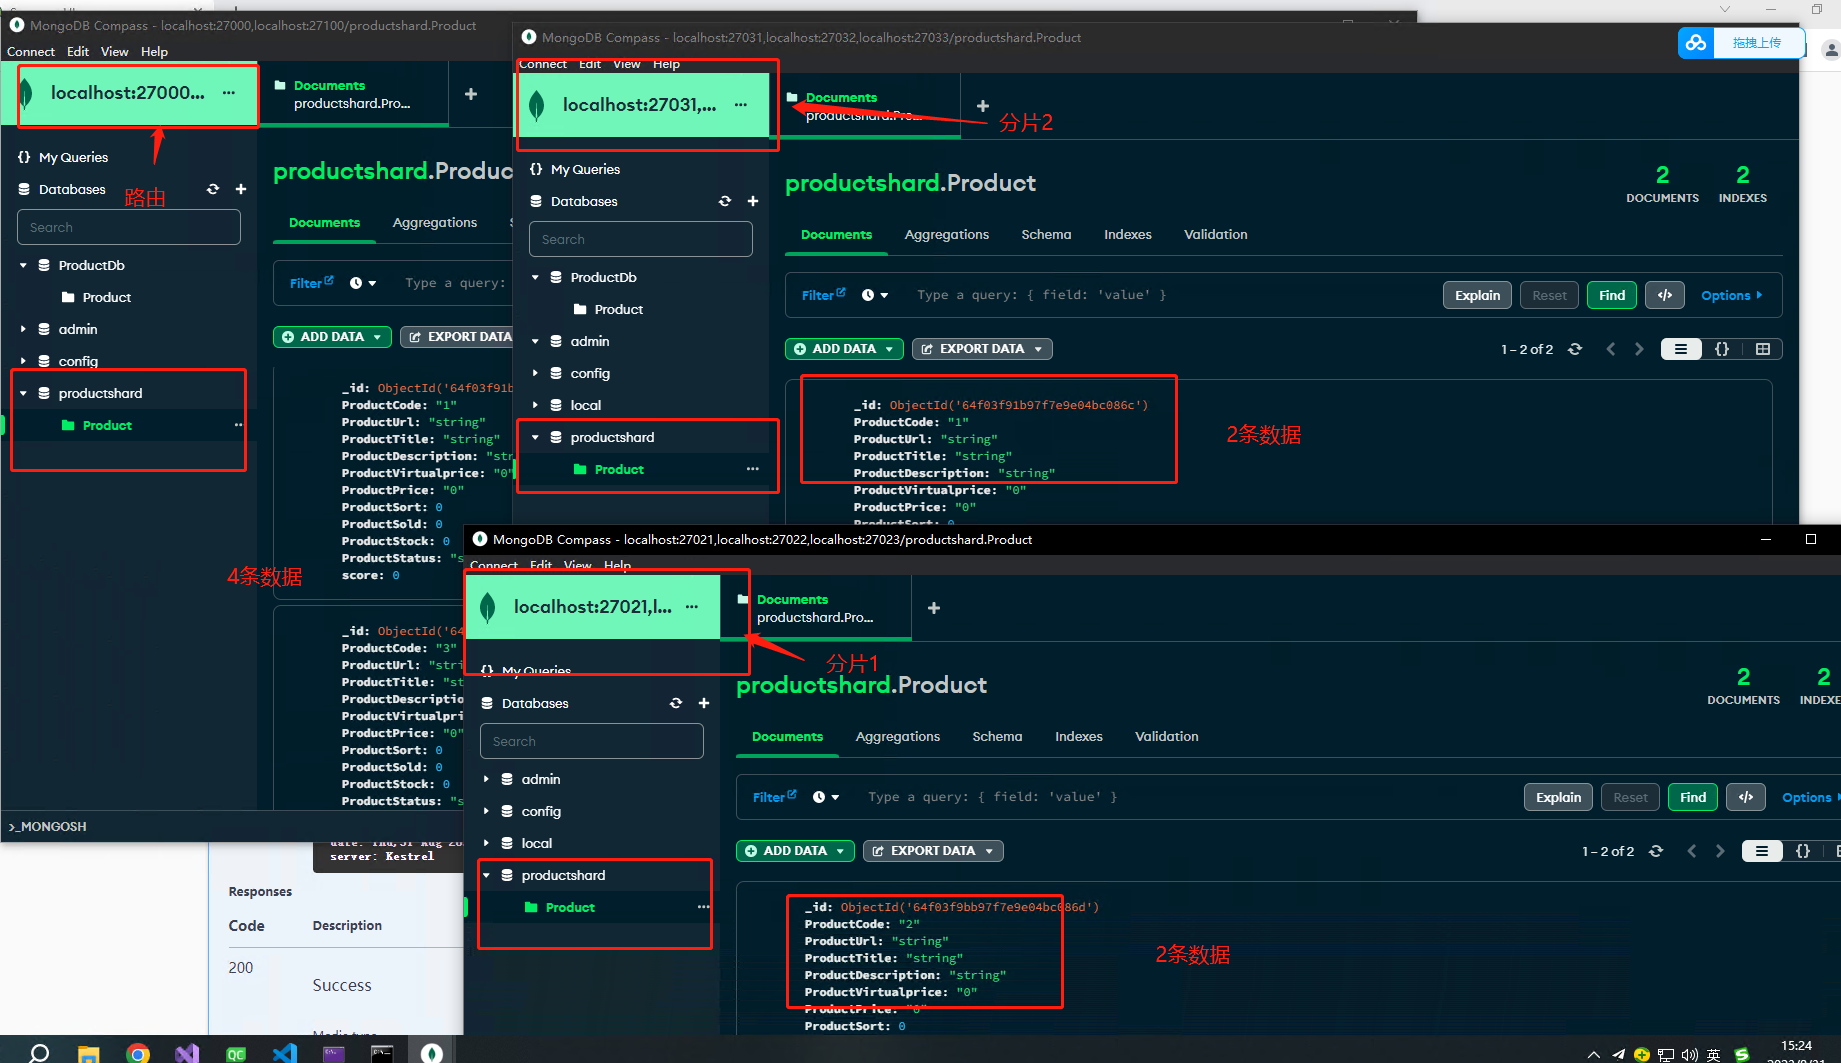 MongoDB Compass - localhost:27000,localhost:27100/productshard.Product
Connect Edit View Help
localhost:27000... ...
Documents
productshard.Pro...
路由
{} My Queries
Databases
Search
ProductDb
Product
admin
config
productshard
Product
productshard.Produc
Documents Aggregations
Filter Type a query:
ADD DATA EXPORT DATA
_id: ObjectId('64f03f91b
ProductCode: "1"
ProductUrl: "string"
ProductTitle: "string"
ProductDescription: "str
ProductVirtualprice: "0"
ProductPrice: "0"
ProductSort: 0
ProductSold: 0
ProductStock: 0
ProductStatus: "s
score: 0
4条数据
_id: ObjectId('64
ProductCode: "3"
ProductUrl: "stri
ProductTitle: "st
ProductDescriptio
ProductVirtualpri
ProductPrice: "0"
ProductSort: 0
ProductSold: 0
ProductStock: 0
ProductStatus: "s
>_MONGOSH
MongoDB Compass - localhost:27031,localhost:27032,localhost:27033/productshard.Product
拖拽上传
Connect Edit View Help
localhost:27031,... ...
Documents
productshard.Pro...
分片2
{} My Queries
Databases
Search
ProductDb
Product
admin
config
local
productshard
Product ...
productshard.Product
2 DOCUMENTS
2 INDEXES
Documents Aggregations Schema Indexes Validation
Filter Type a query: { field: 'value' } Explain Reset Find </> Options
ADD DATA EXPORT DATA 1 – 2 of 2 {}
_id: ObjectId('64f03f91b97f7e9e04bc086c')
ProductCode: "1"
ProductUrl: "string"
ProductTitle: "string"
ProductDescription: "string"
ProductVirtualprice: "0"
ProductPrice: "0"
ProductSort: 0
2条数据
MongoDB Compass - localhost:27021,localhost:27022,localhost:27023/productshard.Product
Connect Edit View Help
localhost:27021,l... ...
Documents
productshard.Pro...
分片1
{} My Queries
Databases
Search
admin
config
local
productshard
Product ...
productshard.Product
2 DOCUMENTS
2 INDEXE
Documents Aggregations Schema Indexes Validation
Filter Type a query: { field: 'value' } Explain Reset Find </> Options
ADD DATA EXPORT DATA 1 – 2 of 2 {}
_id: ObjectId('64f03f9bb97f7e9e04bc086d')
ProductCode: "2"
ProductUrl: "string"
ProductTitle: "string"
ProductDescription: "string"
ProductVirtualprice: "0"
ProductPrice: "0"
ProductSort: 0
2条数据
date: Thu,31 Aug 20
server: Kestrel
Responses
Code Description
200
Success
Media type
英
15:24